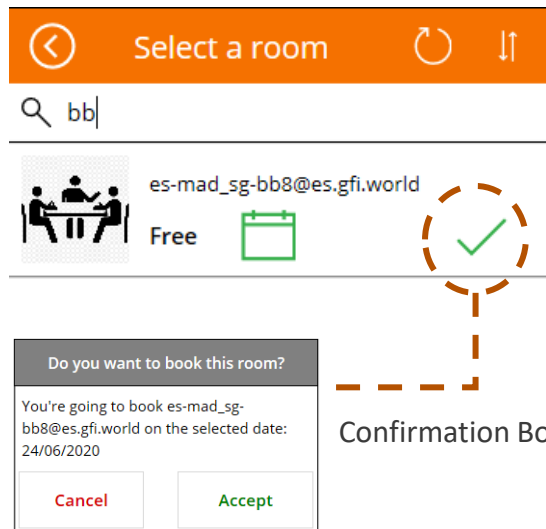 Select a room
bb
es-mad_sg-bb8@es.gfi.world
Free
Do you want to book this room?
You're going to book es-mad_sg-
bb8@es.gfi.world on the selected date:
24/06/2020
Confirmation Bo
Cancel Accept